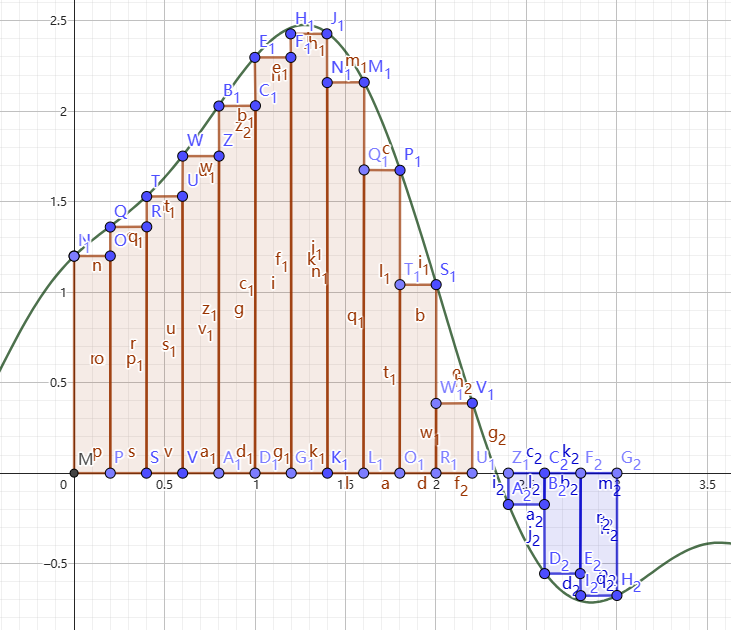 2.5
H₁ J₁
E₁ F₁ h₁
N₁ m₁ M₁
e₁
2
B₁ C₁
b₁
z₂
W Z c
w₁ Q₁ P₁
T U
1.5
Q R t₁
N O q₁
n
T₁ i₁ S₁
j₁
f₁ k
n₁ l₁
1
c₁ i
z₁ g q₁ b
u v₁
r s₁
ro p₁ t₁
0.5
h₂ V₁
W₁
w₁ g₂
M p P s S v V a₁ A₁ d₁ D₁ g₁ G₁ k₁ K₁ L₁ O₁ R₁ U₁ Z₁ c₂ C₂ k₂ F₂ G₂
0 0.5 1 1.5 a d 2 f₂ i₂ A₂ l₂ B₂ b₂ m₂ 3.5
a₂ r₂
j₂
−0.5
D₂ E₂
d₂ I₂ q₂ H₂